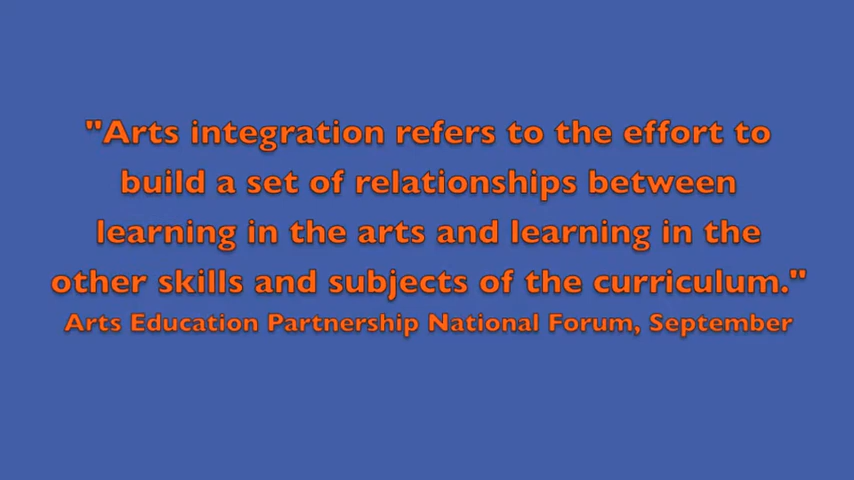 "Arts integration refers to the effort to
build a set of relationships between
learning in the arts and learning in the
other skills and subjects of the curriculum."
Arts Education Partnership National Forum, September